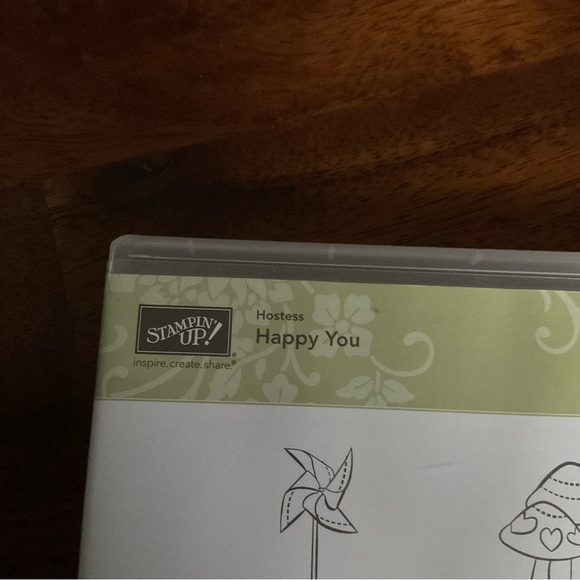 STAMPIN'
UP!
inspire.create.share.®
Hostess
Happy You